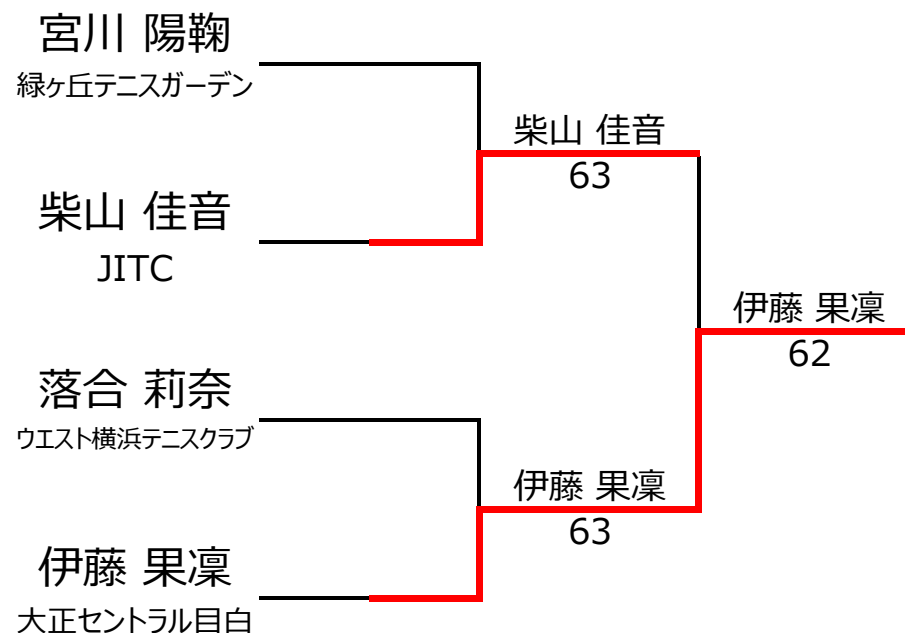 宮川 陽鞠
緑ヶ丘テニスガーデン
柴山 佳音
63
柴山 佳音
JITC
伊藤 果凜
62
落合 莉奈
ウエスト横浜テニスクラブ
伊藤 果凜
63
伊藤 果凜
大正セントラル目白